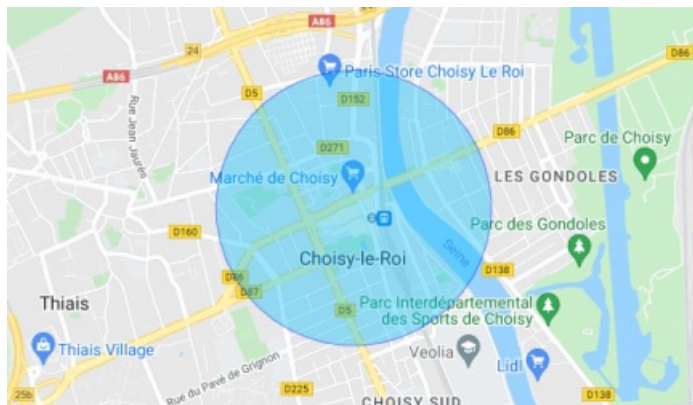 A86
24
Paris Store Choisy Le Roi
D86
A86
D5
D152
Rue Jean Jaurès
D86
Parc de Choisy
D271
Marché de Choisy
LES GONDOLES
D160
Parc des Gondoles
Seine
Choisy-le-Roi
D138
D86
D87
Thiais
D5
Parc Interdépartemental
des Sports de Choisy
Thiais Village
Veolia
Lidl
Rue du Pavé de Grignon
25b
D225
D138
CHOISY SUD